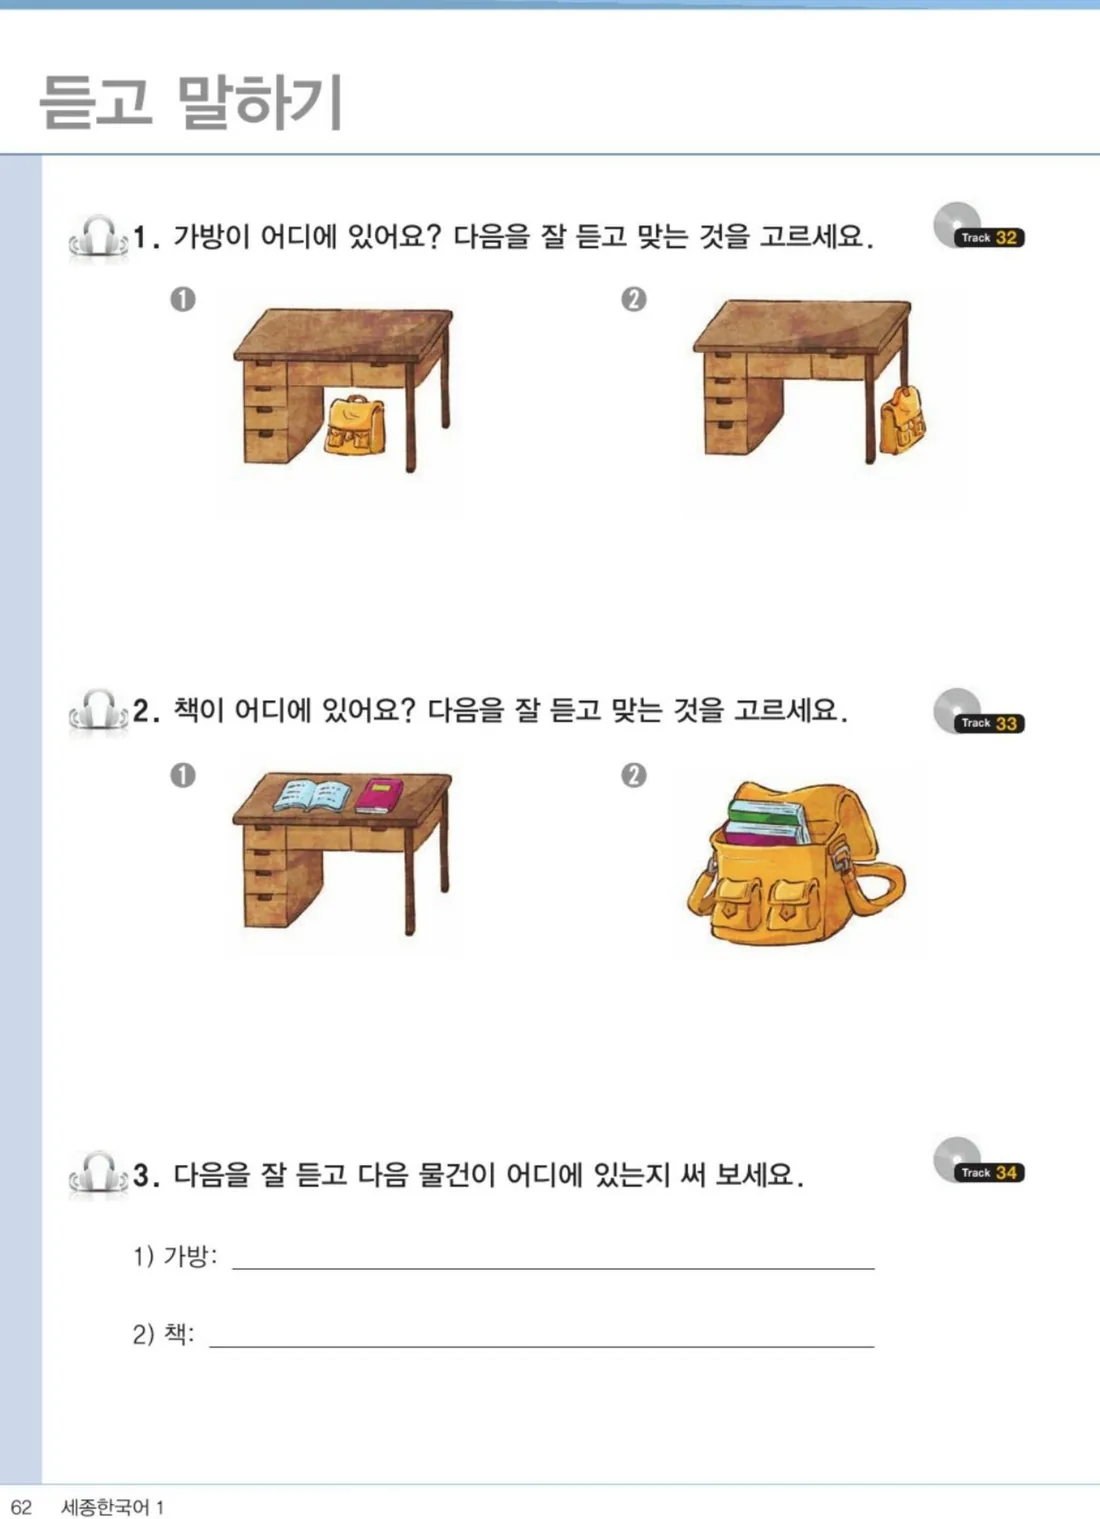 듣고 말하기
1. 가방이 어디에 있어요? 다음을 잘 듣고 맞는 것을 고르세요.
Track 32
1
2
2. 책이 어디에 있어요? 다음을 잘 듣고 맞는 것을 고르세요.
Track 33
1
2
3. 다음을 잘 듣고 다음 물건이 어디에 있는지 써 보세요.
Track 34
1) 가방:
2) 책:
62 세종한국어 1